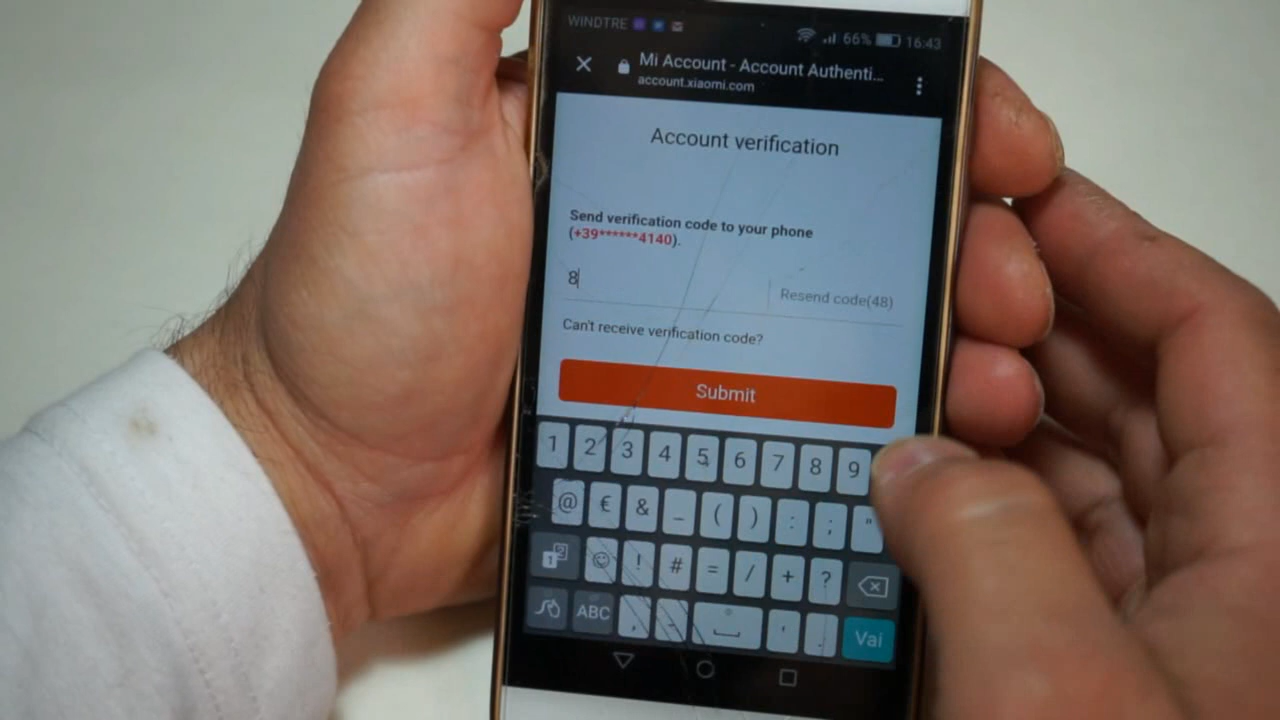 WINDTRE 66% 16:43
Mi Account - Account Authenti...
account.xiaomi.com
Account verification
Send verification code to your phone
(+39******4140).
8
Resend code(48)
Can't receive verification code?
Submit
1 2 3 4 5 6 7 8 9
@ € & _ ( ) : ; "
1 2 ! # = / + ?
ABC , ' .
Vai